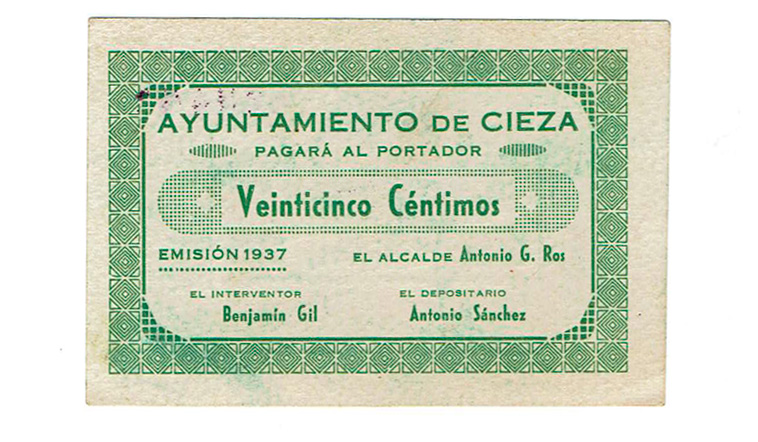 AYUNTAMIENTO DE CIEZA
PAGARÁ AL PORTADOR
Veinticinco Céntimos
EMISIÓN 1937
EL ALCALDE Antonio G. Ros
EL INTERVENTOR
Benjamín Gil
EL DEPOSITARIO
Antonio Sánchez